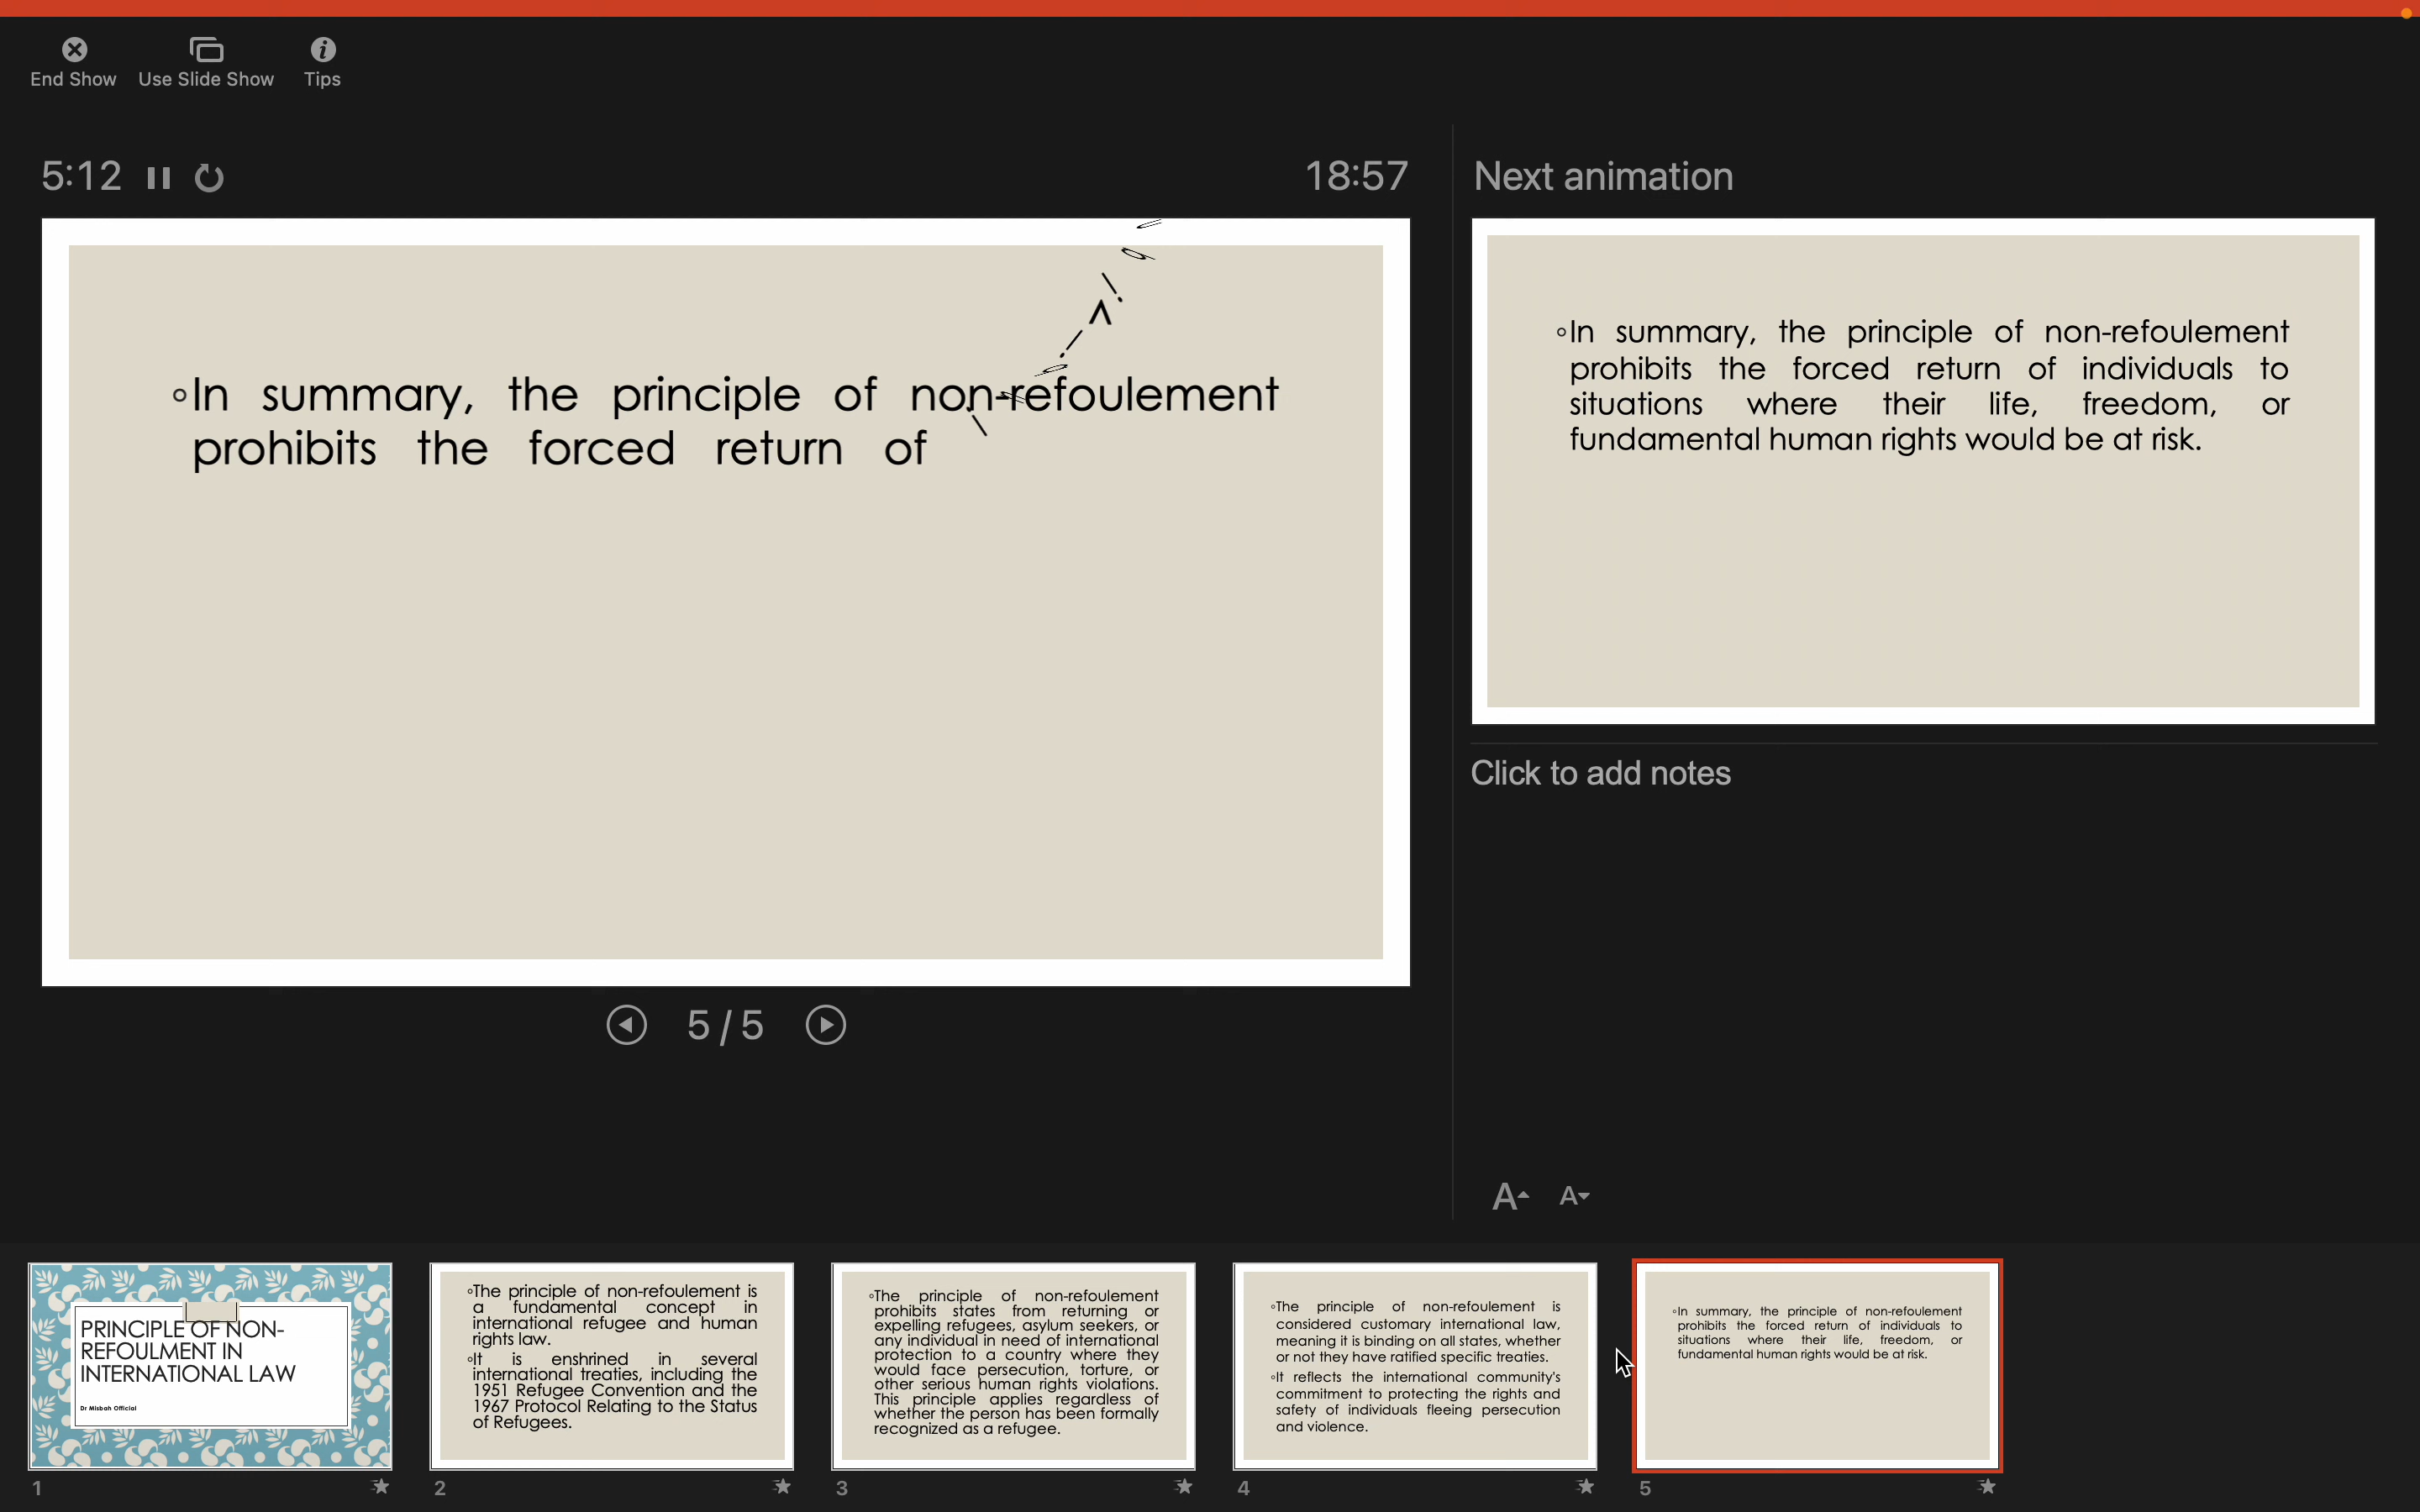 End Show
Use Slide Show
Tips
5:12
18:57
Next animation
◦In summary, the principle of non-refoulement
prohibits the forced return of
◦In summary, the principle of non-refoulement
prohibits the forced return of individuals to
situations where their life, freedom, or
fundamental human rights would be at risk.
Click to add notes
5 / 5
A
A
PRINCIPLE OF NON-
REFOULMENT IN
INTERNATIONAL LAW
Dr Misbah Official
1
◦The principle of non-refoulement is
a fundamental concept in
international refugee and human
rights law.
◦It is enshrined in several
international treaties, including the
1951 Refugee Convention and the
1967 Protocol Relating to the Status
of Refugees.
2
◦The principle of non-refoulement
prohibits states from returning or
expelling refugees, asylum seekers, or
any individual in need of international
protection to a country where they
would face persecution, torture, or
other serious human rights violations.
This principle applies regardless of
whether the person has been formally
recognized as a refugee.
3
◦The principle of non-refoulement is
considered customary international law,
meaning it is binding on all states, whether
or not they have ratified specific treaties.
◦It reflects the international community's
commitment to protecting the rights and
safety of individuals fleeing persecution
and violence.
4
◦In summary, the principle of non-refoulement
prohibits the forced return of individuals to
situations where their life, freedom, or
fundamental human rights would be at risk.
5